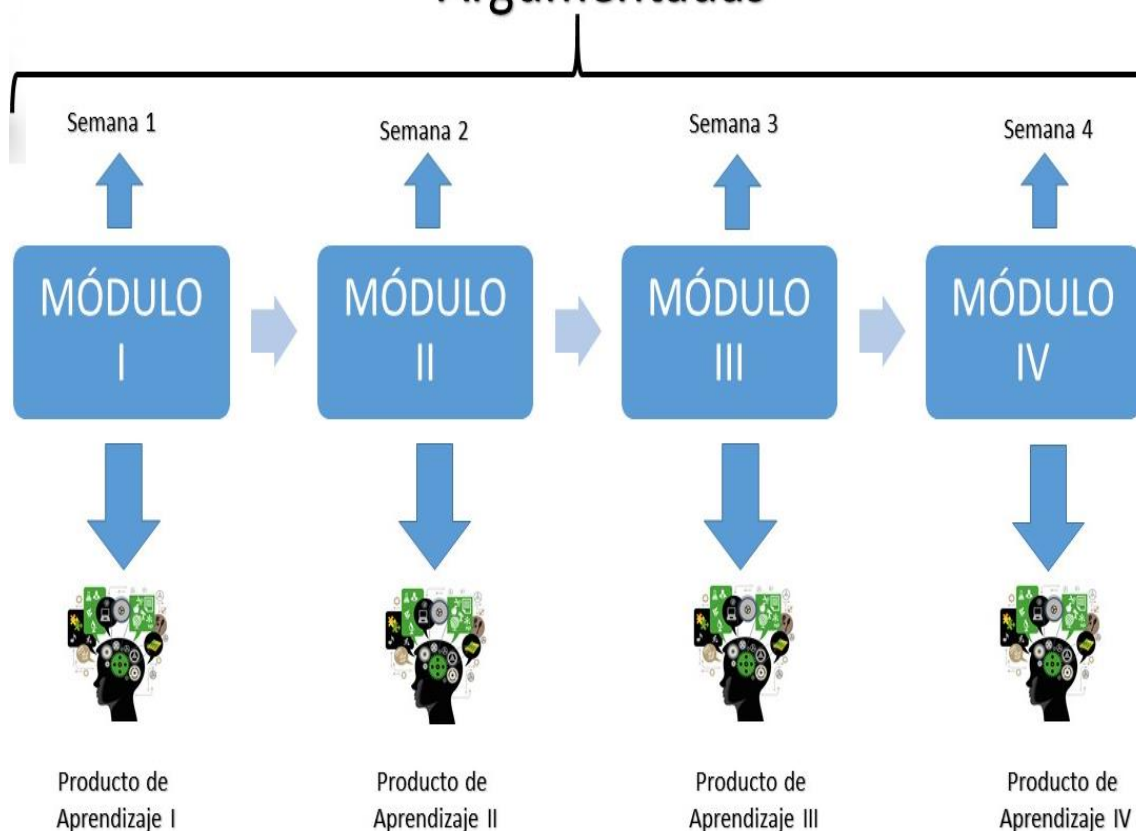 Argumentadas
Semana 1
Semana 2
Semana 3
Semana 4
MÓDULO
I
MÓDULO
II
MÓDULO
III
MÓDULO
IV
Producto de
Aprendizaje I
Producto de
Aprendizaje II
Producto de
Aprendizaje III
Producto de
Aprendizaje IV